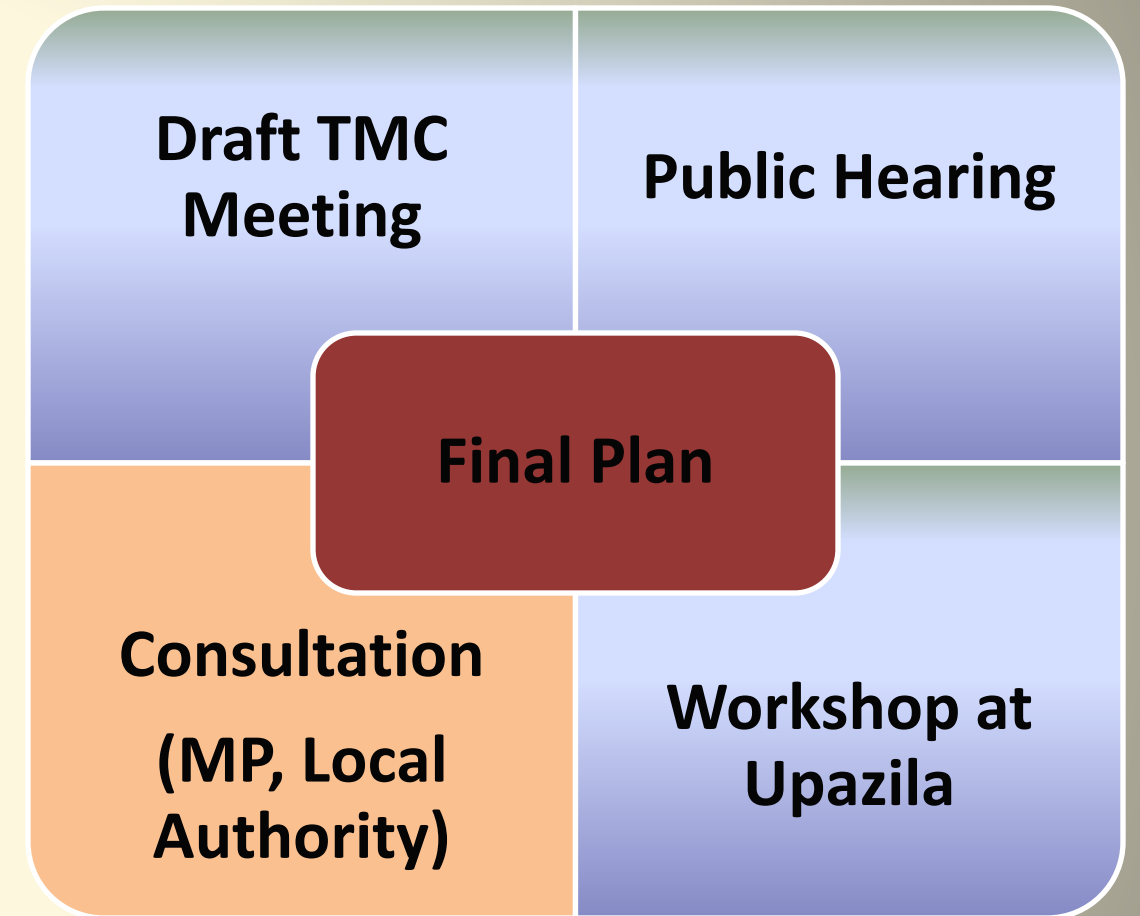 Draft TMC
Meeting
Public Hearing
Final Plan
Consultation
(MP, Local
Authority)
Workshop at
Upazila